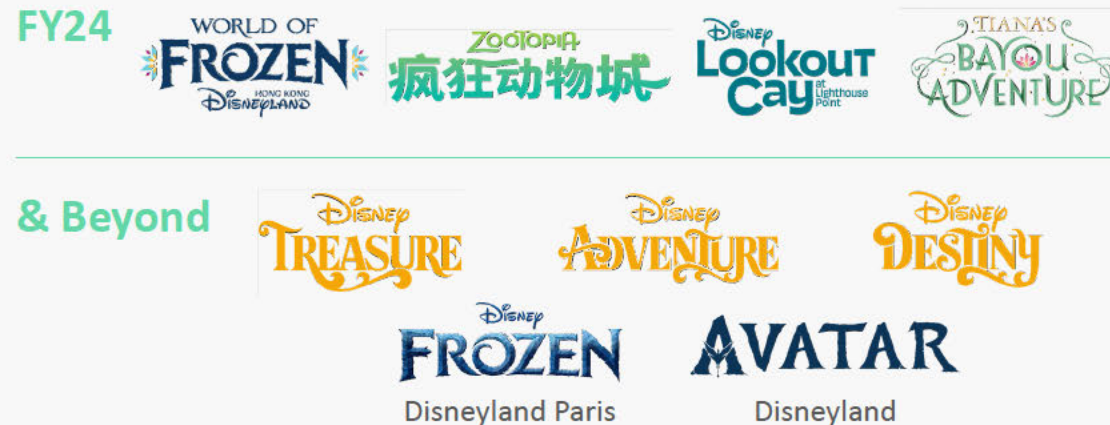 FY24
WORLD OF
FROZEN
HONG KONG
DISNEYLAND
ZOOTOPIA
疯狂动物城
Disney
Lookout
Cay
at
Lighthouse
Point
TIANA'S
BAYOU
ADVENTURE
& Beyond
Disney
TREASURE
Disney
ADVENTURE
Disney
DESTINY
Disney
FROZEN
AVATAR
Disneyland Paris
Disneyland